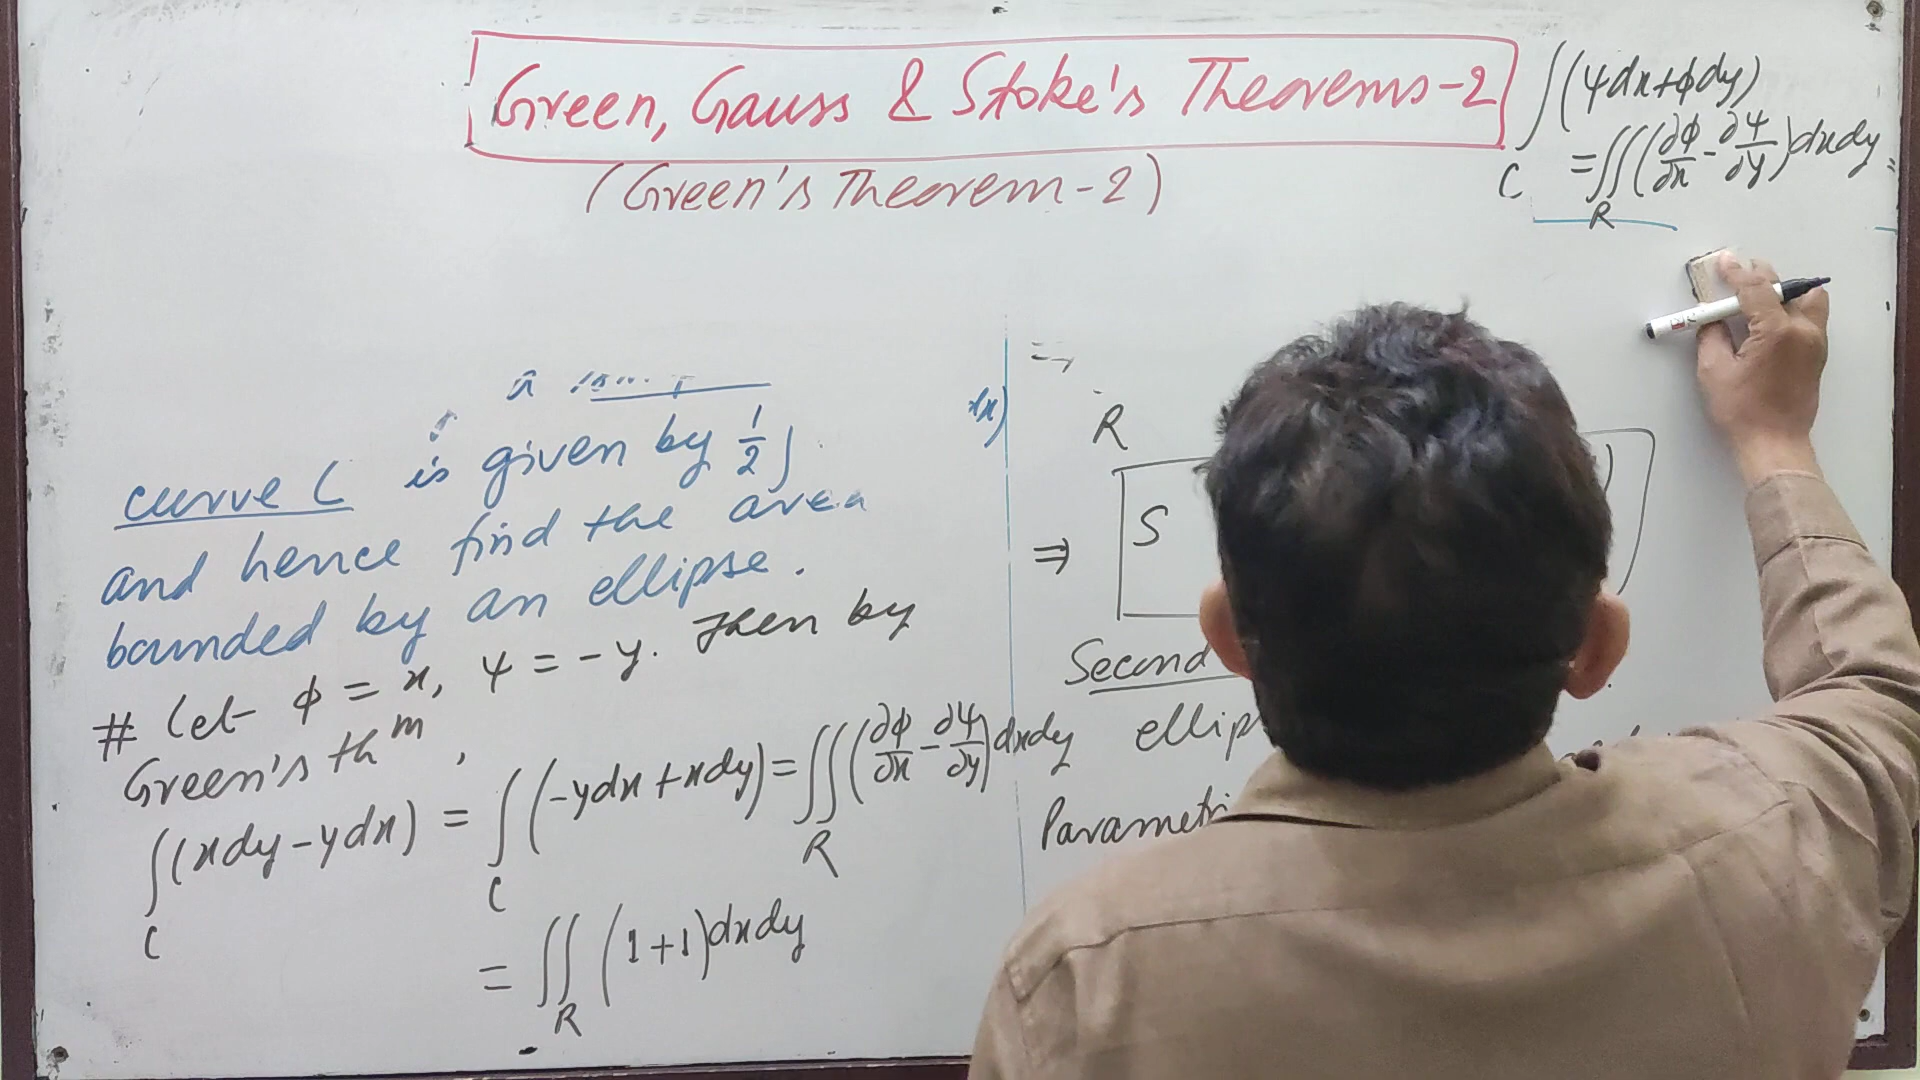 Green, Gauss & Stoke's Theorems-2
(Green's Theorem-2)
∫(ψdx+ϕdy)
C =∬(∂ϕ/∂x - ∂ψ/∂y)dxdy
R
curve C is given by 1/2 ∫
and hence find the area
bounded by an ellipse.
# Let ϕ = x, ψ = -y. Then by
Green's thm,
∫(xdy-ydx) = ∫(-ydx+xdy) = ∬(∂ϕ/∂x - ∂ψ/∂y)dxdy
C C R
= ∬(1+1)dxdy
R
⇒
R
S
⇒
Second
ellip
Parametri